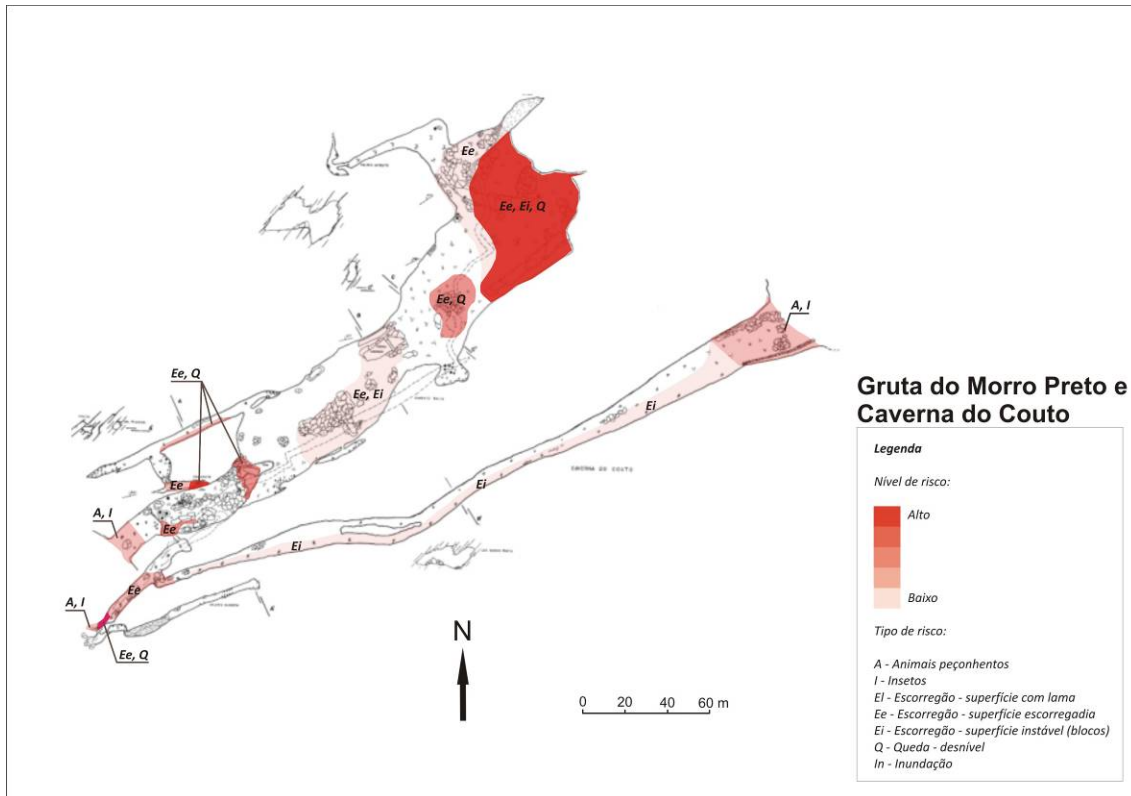 Ee
Ee, Ei, Q
A, I
Ee, Q
Ee, Q
Ee, Ei
Ei
Gruta do Morro Preto e
Caverna do Couto
Legenda
Nível de risco:
Alto
Baixo
Tipo de risco:
A - Animais peçonhentos
I - Insetos
El - Escorregão - superfície com lama
Ee - Escorregão - superfície escorregadia
Ei - Escorregão - superfície instável (blocos)
Q - Queda - desnível
In - Inundação
CAVERNA DO COUTO
Ei
Ee
A, I
Ee
Ei
Ee
A, I
Ee, Q
N
0 20 40 60 m